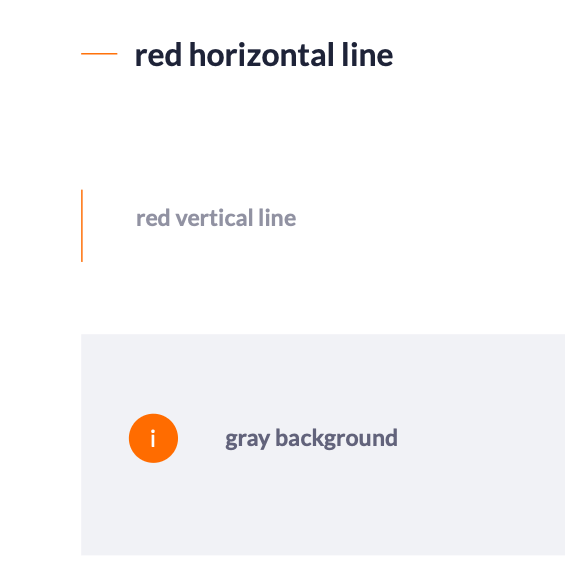 red horizontal line
red vertical line
i
gray background